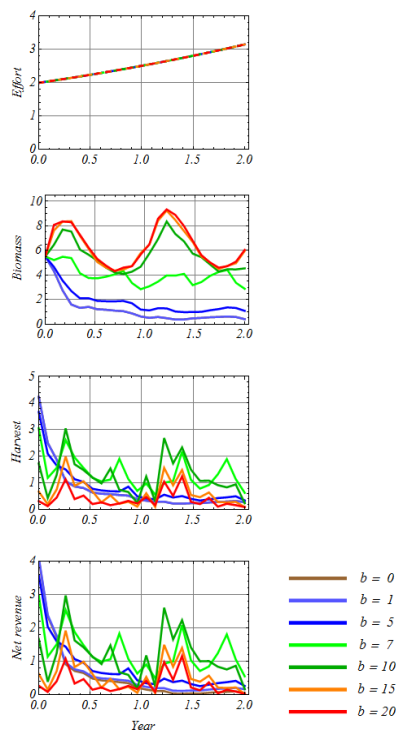 4
3
2
1
0
Effort
0.0 0.5 1.0 1.5 2.0
10
8
6
4
2
0
Biomass
0.0 0.5 1.0 1.5 2.0
5
4
3
2
1
0
Harvest
0.0 0.5 1.0 1.5 2.0
4
3
2
1
0
Net revenue
0.0 0.5 1.0 1.5 2.0
Year
b = 0
b = 1
b = 5
b = 7
b = 10
b = 15
b = 20